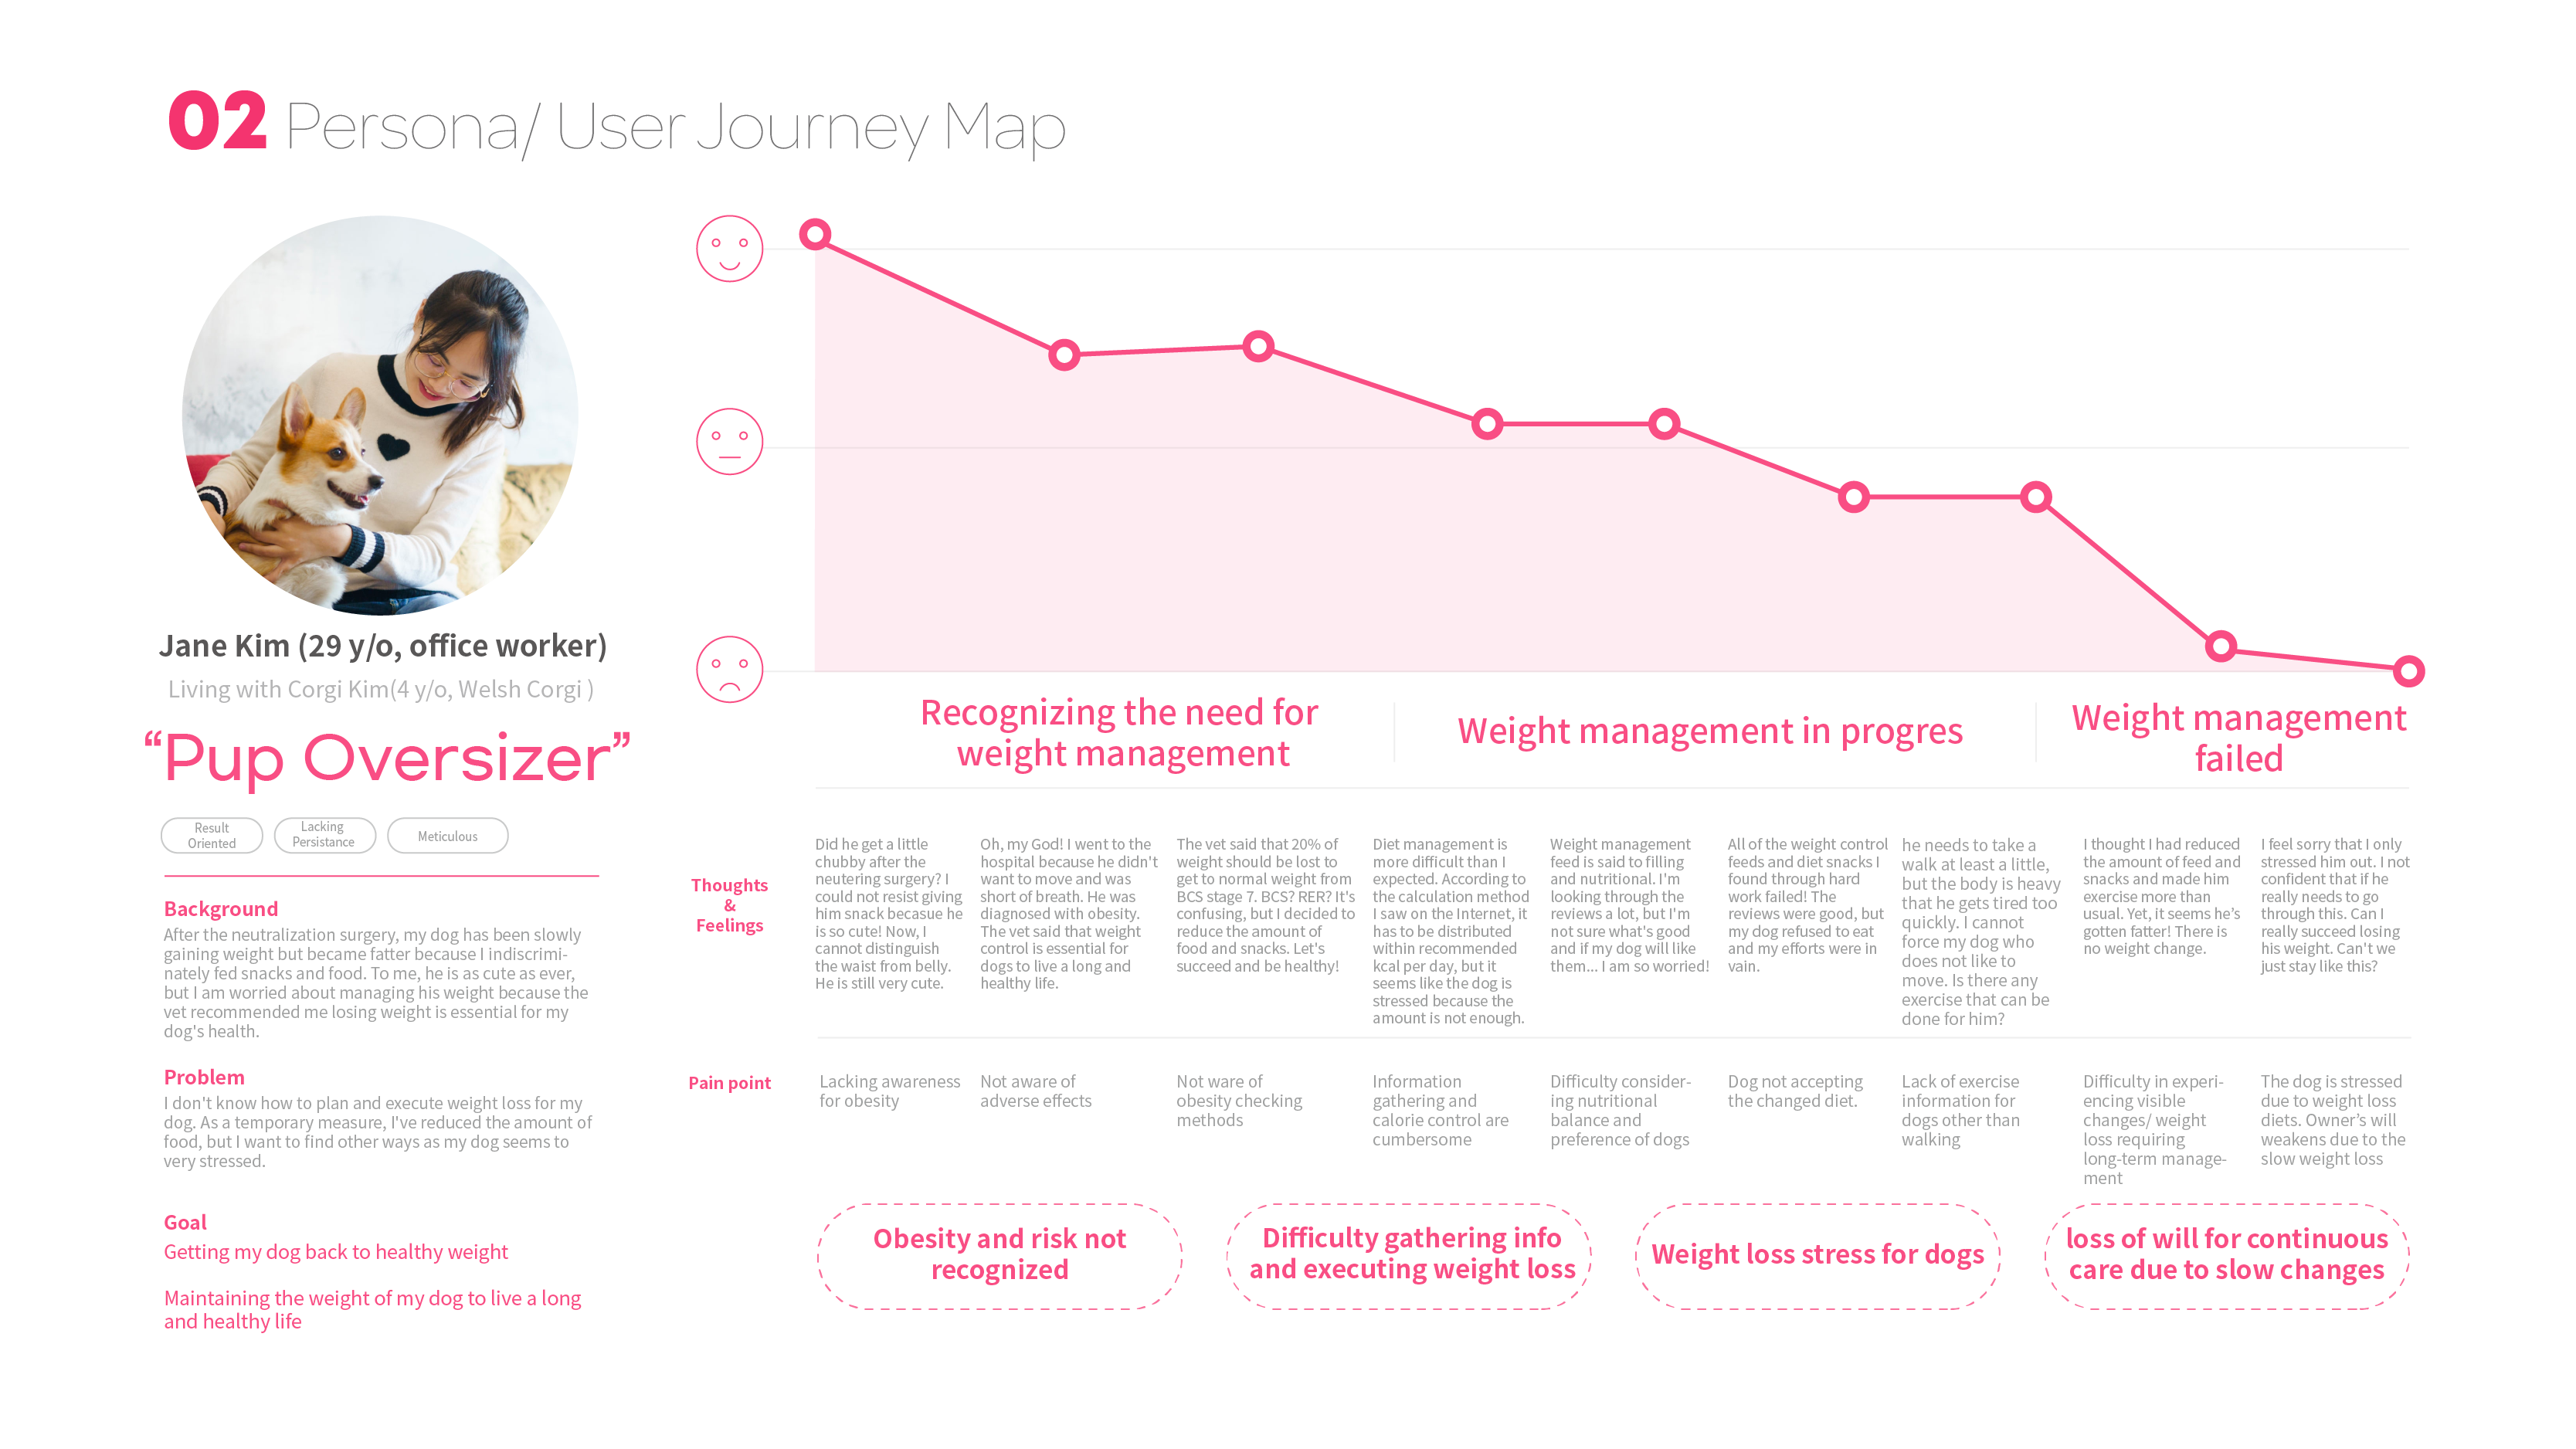 02 Persona/ User Journey Map
Jane Kim (29 y/o, office worker)
Living with Corgi Kim(4 y/o, Welsh Corgi )
“Pup Oversizer”
Result
Oriented
Lacking
Persistance
Meticulous
Background
After the neutralization surgery, my dog has been slowly
gaining weight but became fatter because I indiscrimi-
nately fed snacks and food. To me, he is as cute as ever,
but I am worried about managing his weight because the
vet recommended me losing weight is essential for my
dog's health.
Problem
I don't know how to plan and execute weight loss for my
dog. As a temporary measure, I've reduced the amount of
food, but I want to find other ways as my dog seems to
very stressed.
Goal
Getting my dog back to healthy weight
Maintaining the weight of my dog to live a long
and healthy life
Recognizing the need for
weight management
Weight management in progres
Weight management
failed
Thoughts
&
Feelings
Did he get a little
chubby after the
neutering surgery? I
could not resist giving
him snack becasue he
is so cute! Now, I
cannot distinguish
the waist from belly.
He is still very cute.
Oh, my God! I went to the
hospital because he didn't
want to move and was
short of breath. He was
diagnosed with obesity.
The vet said that weight
control is essential for
dogs to live a long and
healthy life.
The vet said that 20% of
weight should be lost to
get to normal weight from
BCS stage 7. BCS? RER? It's
confusing, but I decided to
reduce the amount of
food and snacks. Let's
succeed and be healthy!
Diet management is
more difficult than I
expected. According to
the calculation method
I saw on the Internet, it
has to be distributed
within recommended
kcal per day, but it
seems like the dog is
stressed because the
amount is not enough.
Weight management
feed is said to filling
and nutritional. I'm
looking through the
reviews a lot, but I'm
not sure what's good
and if my dog will like
them... I am so worried!
All of the weight control
feeds and diet snacks I
found through hard
work failed! The
reviews were good, but
my dog refused to eat
and my efforts were in
vain.
he needs to take a
walk at least a little,
but the body is heavy
that he gets tired too
quickly. I cannot
force my dog who
does not like to
move. Is there any
exercise that can be
done for him?
I thought I had reduced
the amount of feed and
snacks and made him
exercise more than
usual. Yet, it seems he’s
gotten fatter! There is
no weight change.
I feel sorry that I only
stressed him out. I not
confident that if he
really needs to go
through this. Can I
really succeed losing
his weight. Can't we
just stay like this?
Pain point
Lacking awareness
for obesity
Not aware of
adverse effects
Not ware of
obesity checking
methods
Information
gathering and
calorie control are
cumbersome
Difficulty consider-
ing nutritional
balance and
preference of dogs
Dog not accepting
the changed diet.
Lack of exercise
information for
dogs other than
walking
Difficulty in experi-
encing visible
changes/ weight
loss requiring
long-term manage-
ment
The dog is stressed
due to weight loss
diets. Owner’s will
weakens due to the
slow weight loss
Obesity and risk not
recognized
Difficulty gathering info
and executing weight loss
Weight loss stress for dogs
loss of will for continuous
care due to slow changes